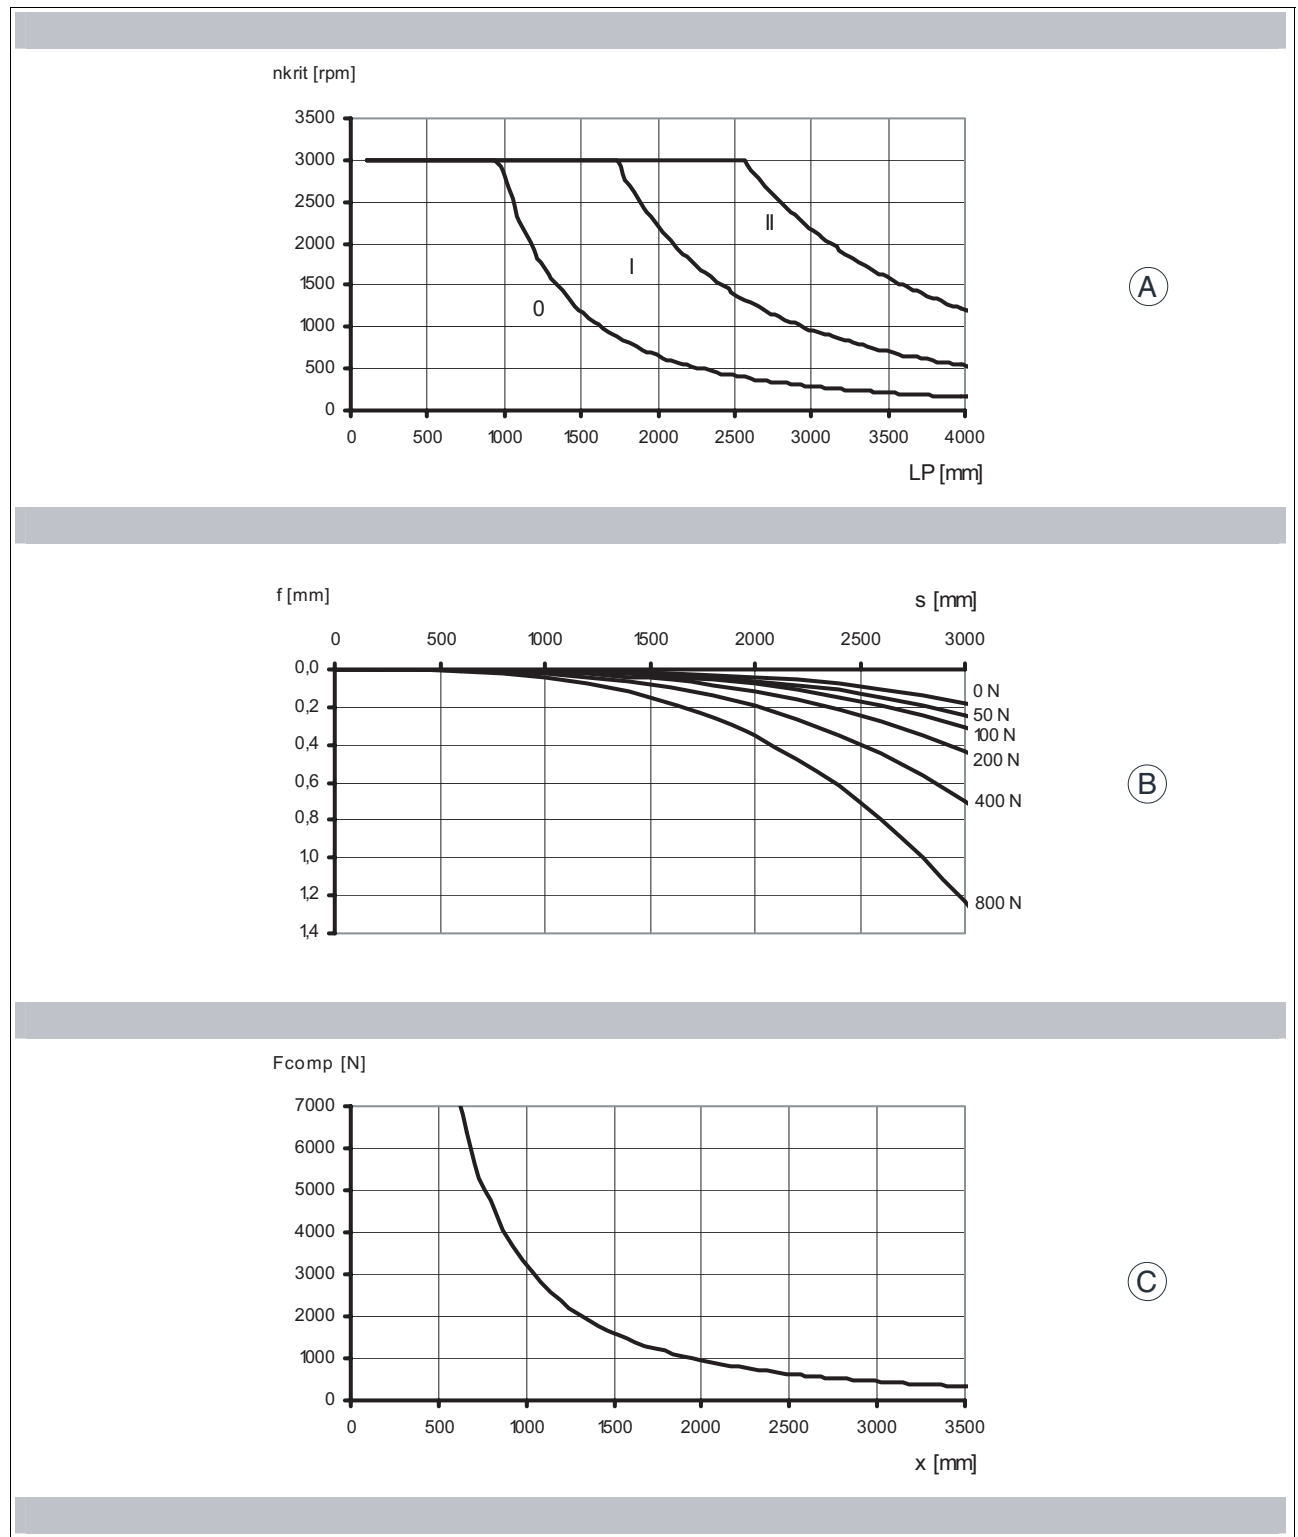 nkrit [rpm]
3500
3000
2500
2000
1500
1000
500
0
II
I
0
A
0 500 1000 1500 2000 2500 3000 3500 4000
LP [mm]
f [mm]
s [mm]
0 500 1000 1500 2000 2500 3000
0,0
0,2
0,4
0,6
0,8
1,0
1,2
1,4
0 N
50 N
100 N
200 N
400 N
800 N
B
Fcomp [N]
7000
6000
5000
4000
3000
2000
1000
0
C
0 500 1000 1500 2000 2500 3000 3500
x [mm]